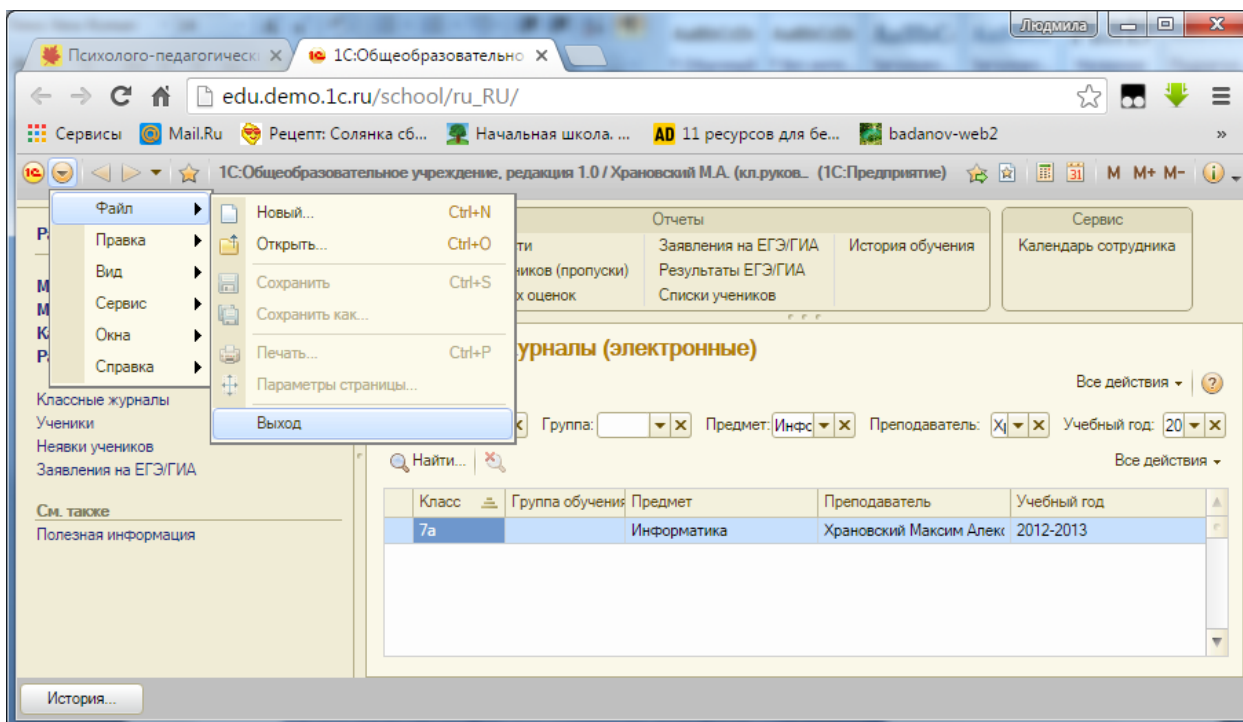 Людмила
Психолого-педагогическ
1С:Общеобразовательно
edu.demo.1c.ru/school/ru_RU/
Сервисы Mail.Ru Рецепт: Солянка сб... Начальная школа. ... AD 11 ресурсов для бе... badanov-web2 »
1С:Общеобразовательное учреждение, редакция 1.0 / Храновский М.А. (кл.руков... (1С:Предприятие) 31 M M+ M-
Файл
Правка
Вид
Сервис
Окна
Справка
Новый... Ctrl+N
Открыть... Ctrl+O
Сохранить Ctrl+S
Сохранить как...
Печать... Ctrl+P
Параметры страницы...
Выход
Отчеты
ти Заявления на ЕГЭ/ГИА История обучения
ников (пропуски) Результаты ЕГЭ/ГИА
х оценок Списки учеников
Сервис
Календарь сотрудника
урналы (электронные)
Все действия
Группа: Предмет: Инфс Преподаватель: Учебный год: 20
Найти... Все действия
Класс Группа обучения Предмет Преподаватель Учебный год
7а Информатика Храновский Максим Алекс 2012-2013
Классные журналы
Ученики
Неявки учеников
Заявления на ЕГЭ/ГИА
См. также
Полезная информация
История...